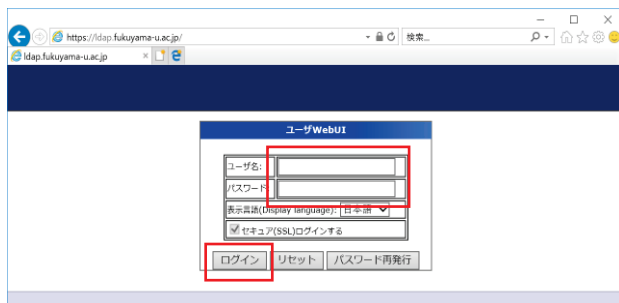 https://ldap.fukuyama-u.ac.jp/
検索...
ldap.fukuyama-u.ac.jp
ユーザWebUI
ユーザ名:
パスワード:
表示言語(Display language): 日本語
セキュア(SSL)ログインする
ログイン リセット パスワード再発行